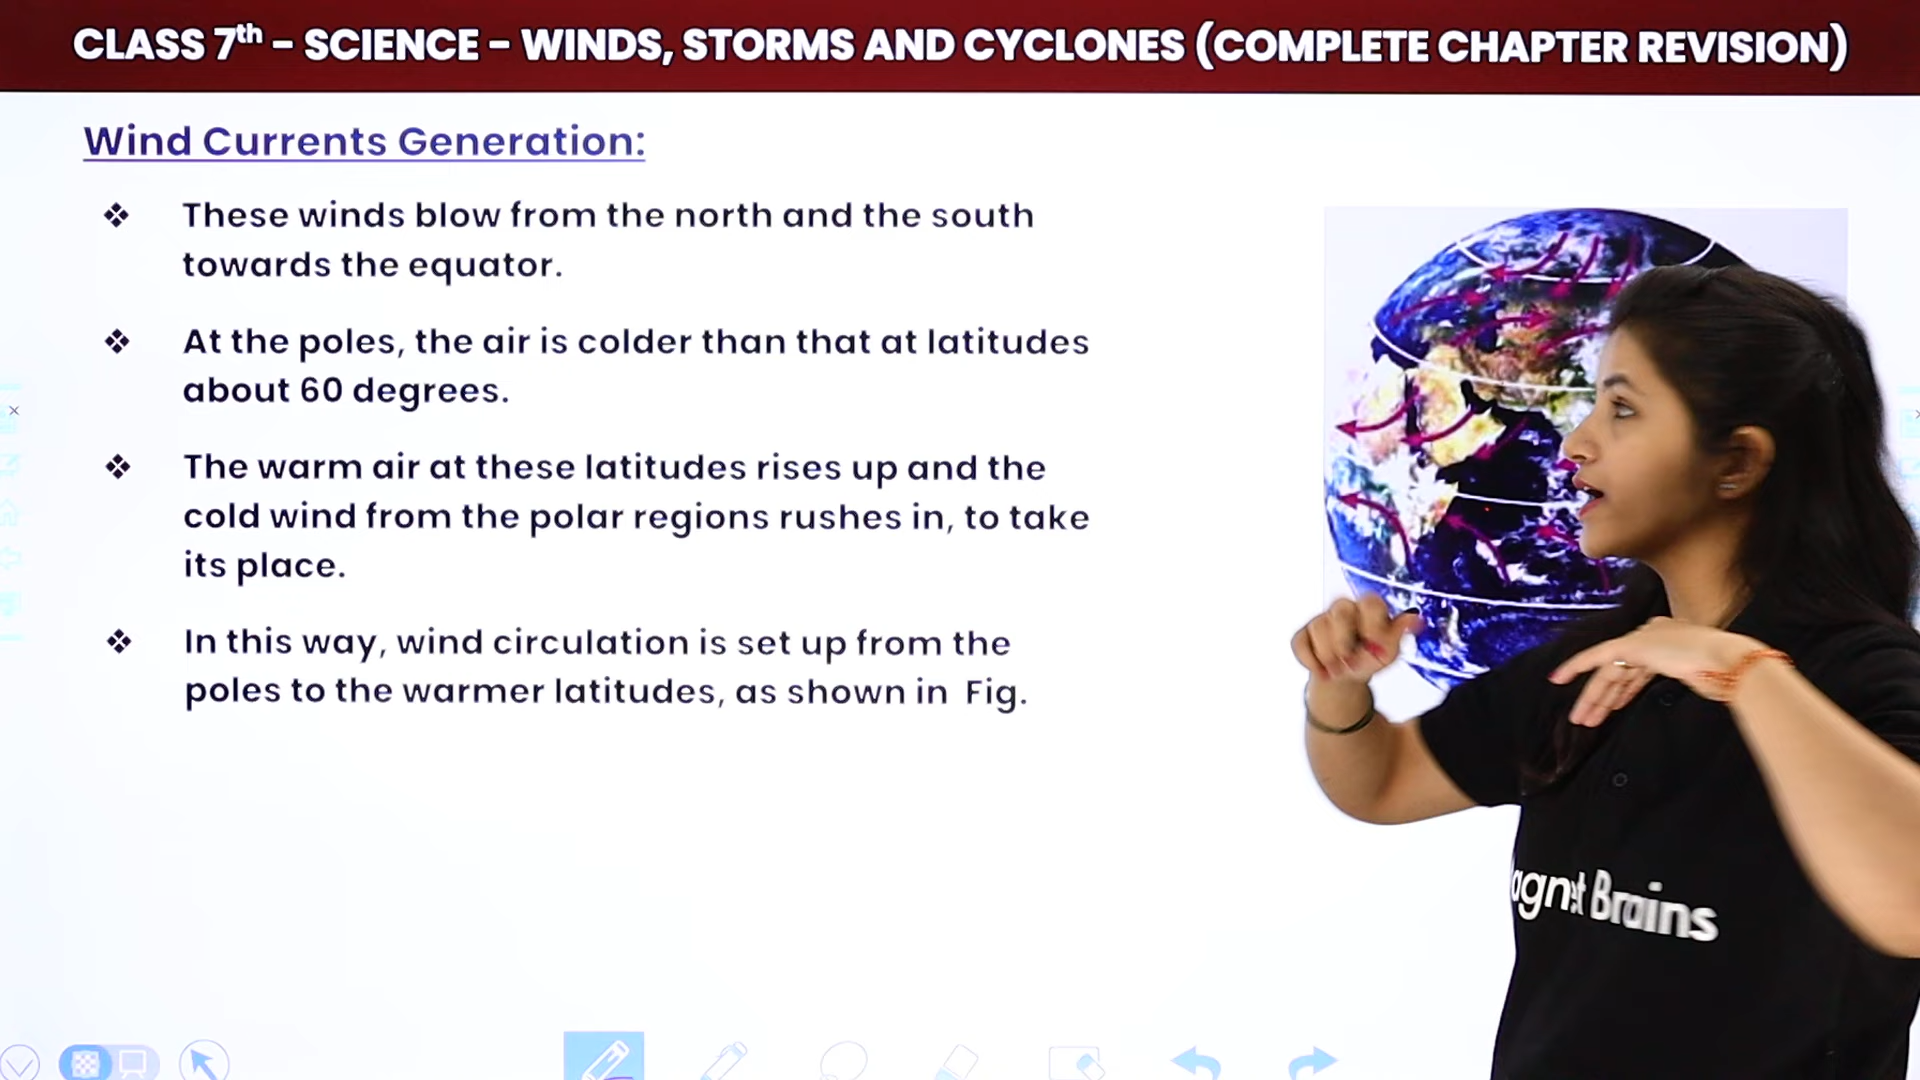 CLASS 7th – SCIENCE – WINDS, STORMS AND CYCLONES (COMPLETE CHAPTER REVISION)
Wind Currents Generation:
❖ These winds blow from the north and the south
towards the equator.
❖ At the poles, the air is colder than that at latitudes
about 60 degrees.
❖ The warm air at these latitudes rises up and the
cold wind from the polar regions rushes in, to take
its place.
❖ In this way, wind circulation is set up from the
poles to the warmer latitudes, as shown in Fig.
Brains